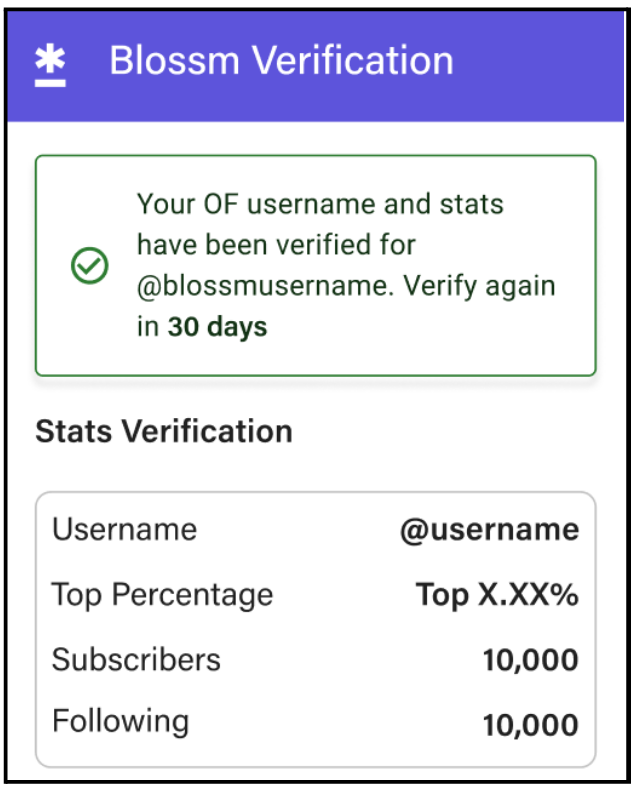 Blossm Verification
Your OF username and stats
have been verified for
@blossmusername. Verify again
in 30 days
Stats Verification
Username @username
Top Percentage Top X.XX%
Subscribers 10,000
Following 10,000